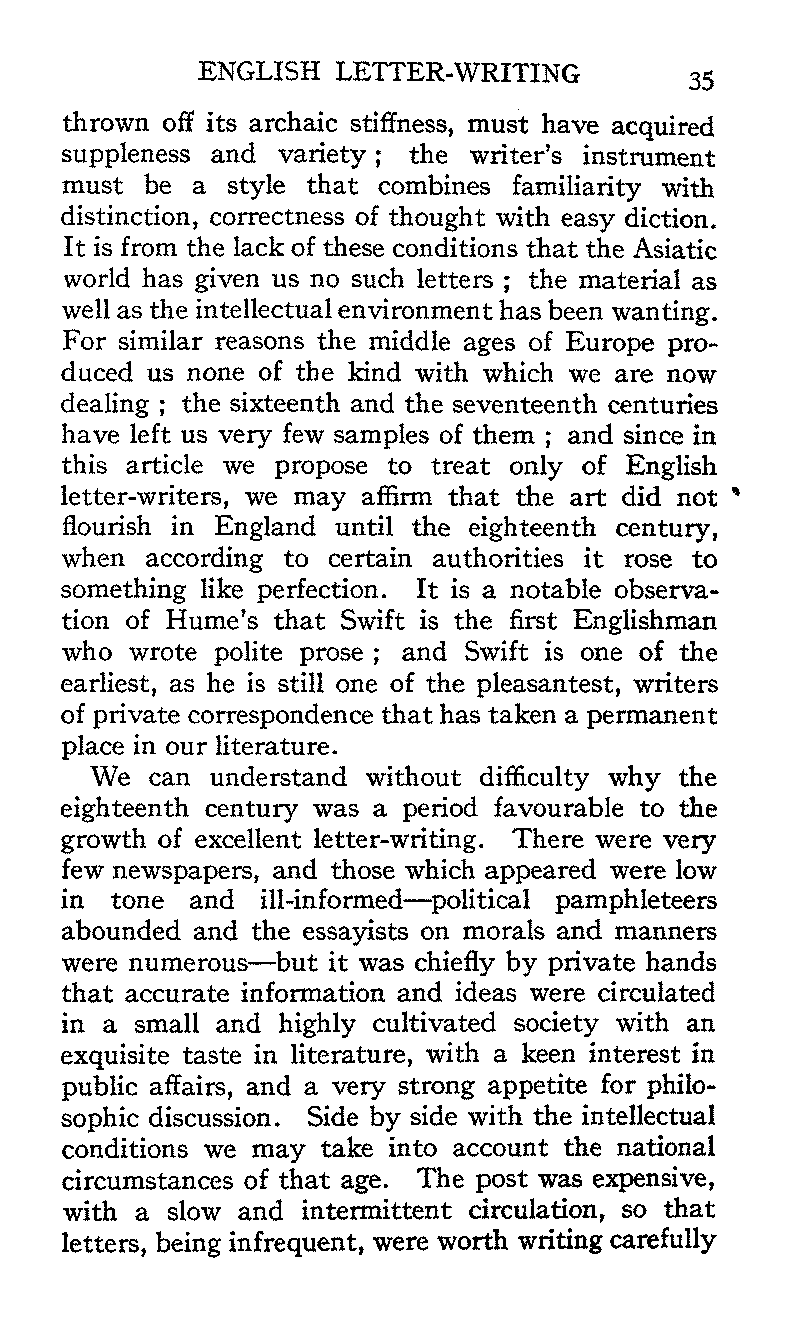 ENGLISH LETTER-WRITING 35
thrown off its archaic stiffness, must have acquired
suppleness and variety ; the writer's instrument
must be a style that combines familiarity with
distinction, correctness of thought with easy diction.
It is from the lack of these conditions that the Asiatic
world has given us no such letters ; the material as
well as the intellectual environment has been wanting.
For similar reasons the middle ages of Europe pro-
duced us none of the kind with which we are now
dealing ; the sixteenth and the seventeenth centuries
have left us very few samples of them ; and since in
this article we propose to treat only of English
letter-writers, we may affirm that the art did not
flourish in England until the eighteenth century,
when according to certain authorities it rose to
something like perfection. It is a notable observa-
tion of Hume's that Swift is the first Englishman
who wrote polite prose ; and Swift is one of the
earliest, as he is still one of the pleasantest, writers
of private correspondence that has taken a permanent
place in our literature.
We can understand without difficulty why the
eighteenth century was a period favourable to the
growth of excellent letter-writing. There were very
few newspapers, and those which appeared were low
in tone and ill-informed—political pamphleteers
abounded and the essayists on morals and manners
were numerous—but it was chiefly by private hands
that accurate information and ideas were circulated
in a small and highly cultivated society with an
exquisite taste in literature, with a keen interest in
public affairs, and a very strong appetite for philo-
sophic discussion. Side by side with the intellectual
conditions we may take into account the national
circumstances of that age. The post was expensive,
with a slow and intermittent circulation, so that
letters, being infrequent, were worth writing carefully